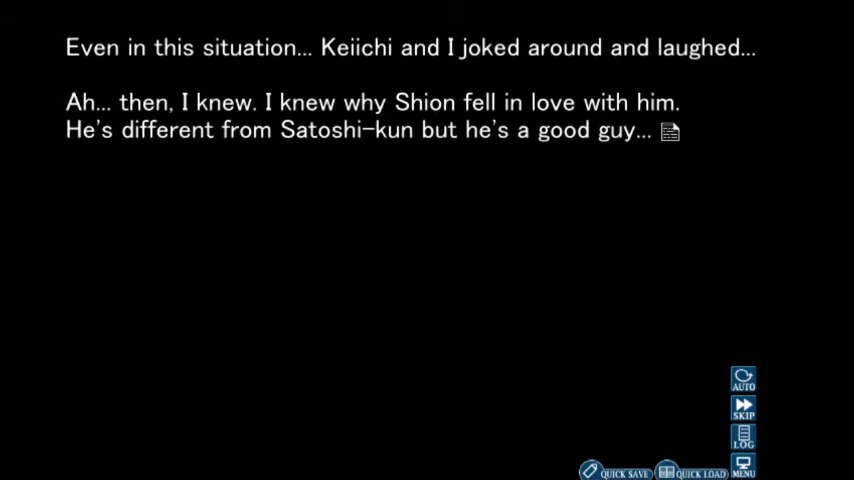 Even in this situation... Keiichi and I joked around and laughed...
Ah... then, I knew. I knew why Shion fell in love with him.
He's different from Satoshi-kun but he's a good guy...
AUTO
SKIP
LOG
MENU
QUICK SAVE
QUICK LOAD